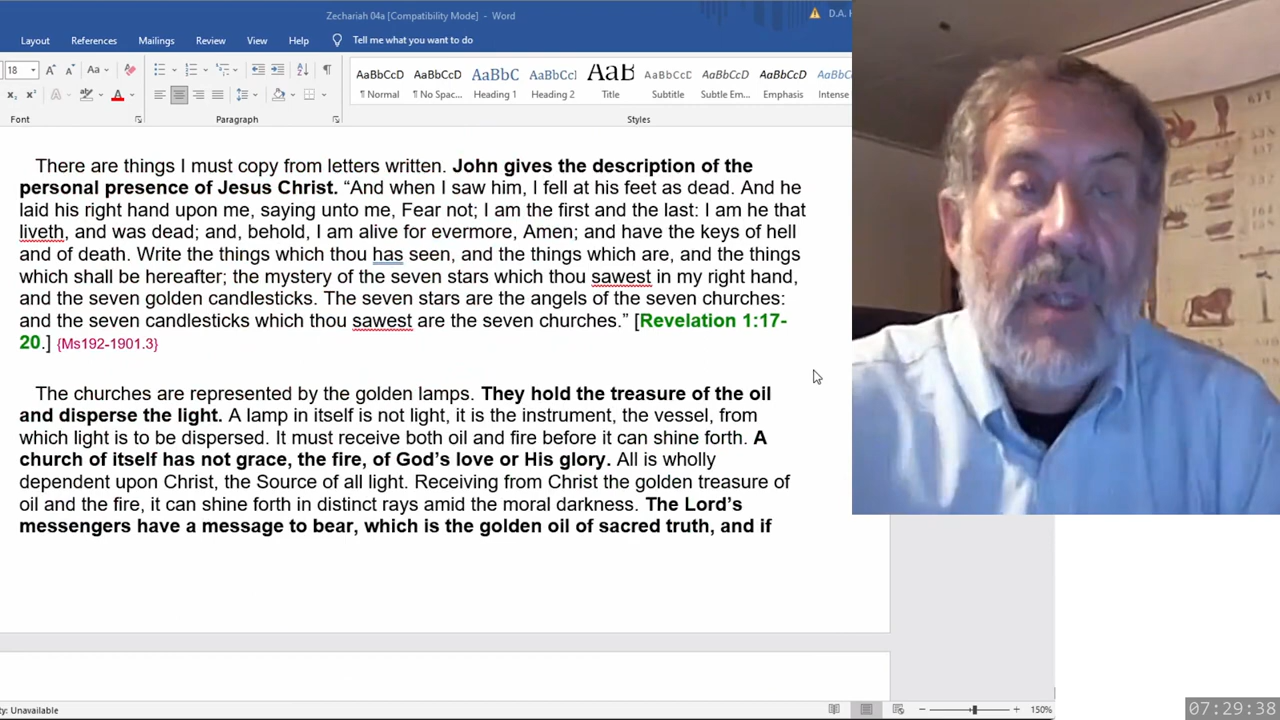 Zechariah 04a [Compatibility Mode] - Word
D.A.
Layout References Mailings Review View Help Tell me what you want to do
18 Aa
AaBbCcD AaBbCcD AaBbC AaBbCcl AaB AaBbCcD AaBbCcD AaBbCcD AaBbC
¶ Normal ¶ No Spac... Heading 1 Heading 2 Title Subtitle Subtle Em... Emphasis Intense
Font Paragraph Styles
There are things I must copy from letters written. John gives the description of the
personal presence of Jesus Christ. “And when I saw him, I fell at his feet as dead. And he
laid his right hand upon me, saying unto me, Fear not; I am the first and the last: I am he that
liveth, and was dead; and, behold, I am alive for evermore, Amen; and have the keys of hell
and of death. Write the things which thou has seen, and the things which are, and the things
which shall be hereafter; the mystery of the seven stars which thou sawest in my right hand,
and the seven golden candlesticks. The seven stars are the angels of the seven churches:
and the seven candlesticks which thou sawest are the seven churches.” [Revelation 1:17-
20.] {Ms192-1901.3}
The churches are represented by the golden lamps. They hold the treasure of the oil
and disperse the light. A lamp in itself is not light, it is the instrument, the vessel, from
which light is to be dispersed. It must receive both oil and fire before it can shine forth. A
church of itself has not grace, the fire, of God’s love or His glory. All is wholly
dependent upon Christ, the Source of all light. Receiving from Christ the golden treasure of
oil and the fire, it can shine forth in distinct rays amid the moral darkness. The Lord’s
messengers have a message to bear, which is the golden oil of sacred truth, and if
ty: Unavailable
150%
07:29:38